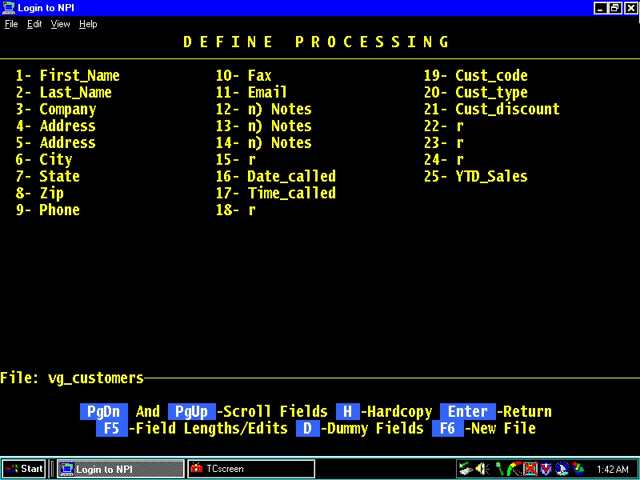 Login to NPI
File Edit View Help
DEFINE PROCESSING
1- First_Name 10- Fax 19- Cust_code
2- Last_Name 11- Email 20- Cust_type
3- Company 12- n) Notes 21- Cust_discount
4- Address 13- n) Notes 22- r
5- Address 14- n) Notes 23- r
6- City 15- r 24- r
7- State 16- Date_called 25- YTD_Sales
8- Zip 17- Time_called
9- Phone 18- r
File: vg_customers
PgDn And PgUp -Scroll Fields H -Hardcopy Enter -Return
F5 -Field Lengths/Edits D -Dummy Fields F6 -New File
Start Login to NPI TCscreen 1:42 AM